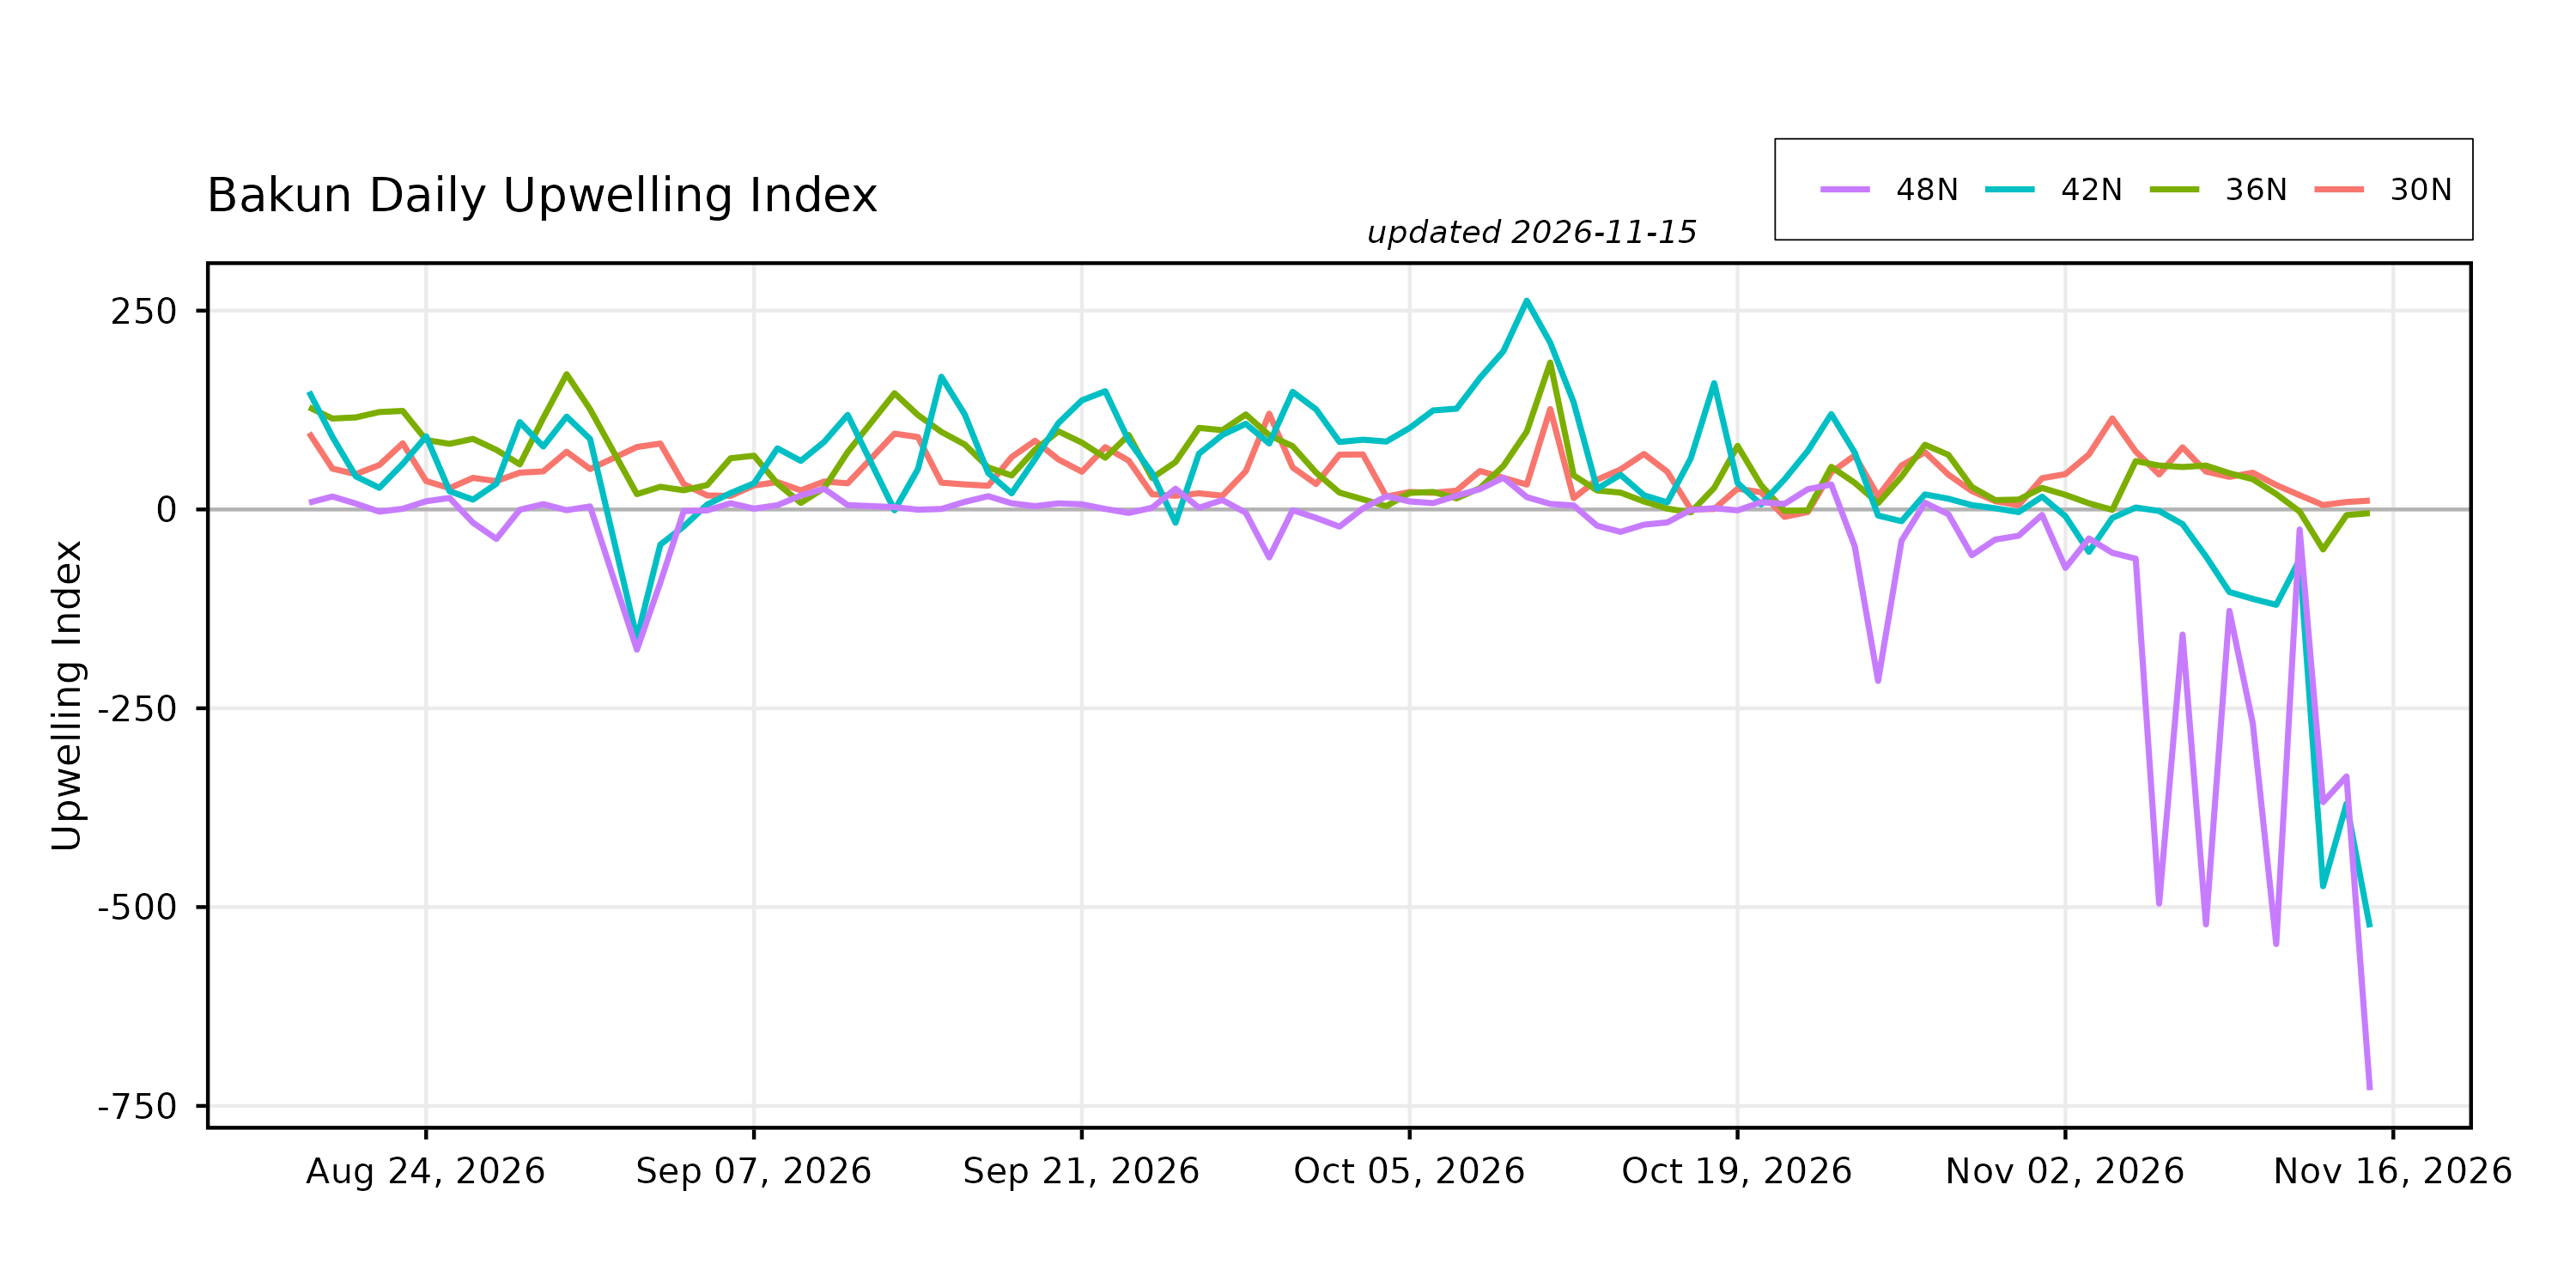 Bakun Daily Upwelling Index
updated 2026-11-15
48N 42N 36N 30N
Upwelling Index
250
0
-250
-500
-750
Aug 24, 2026 Sep 07, 2026 Sep 21, 2026 Oct 05, 2026 Oct 19, 2026 Nov 02, 2026 Nov 16, 2026